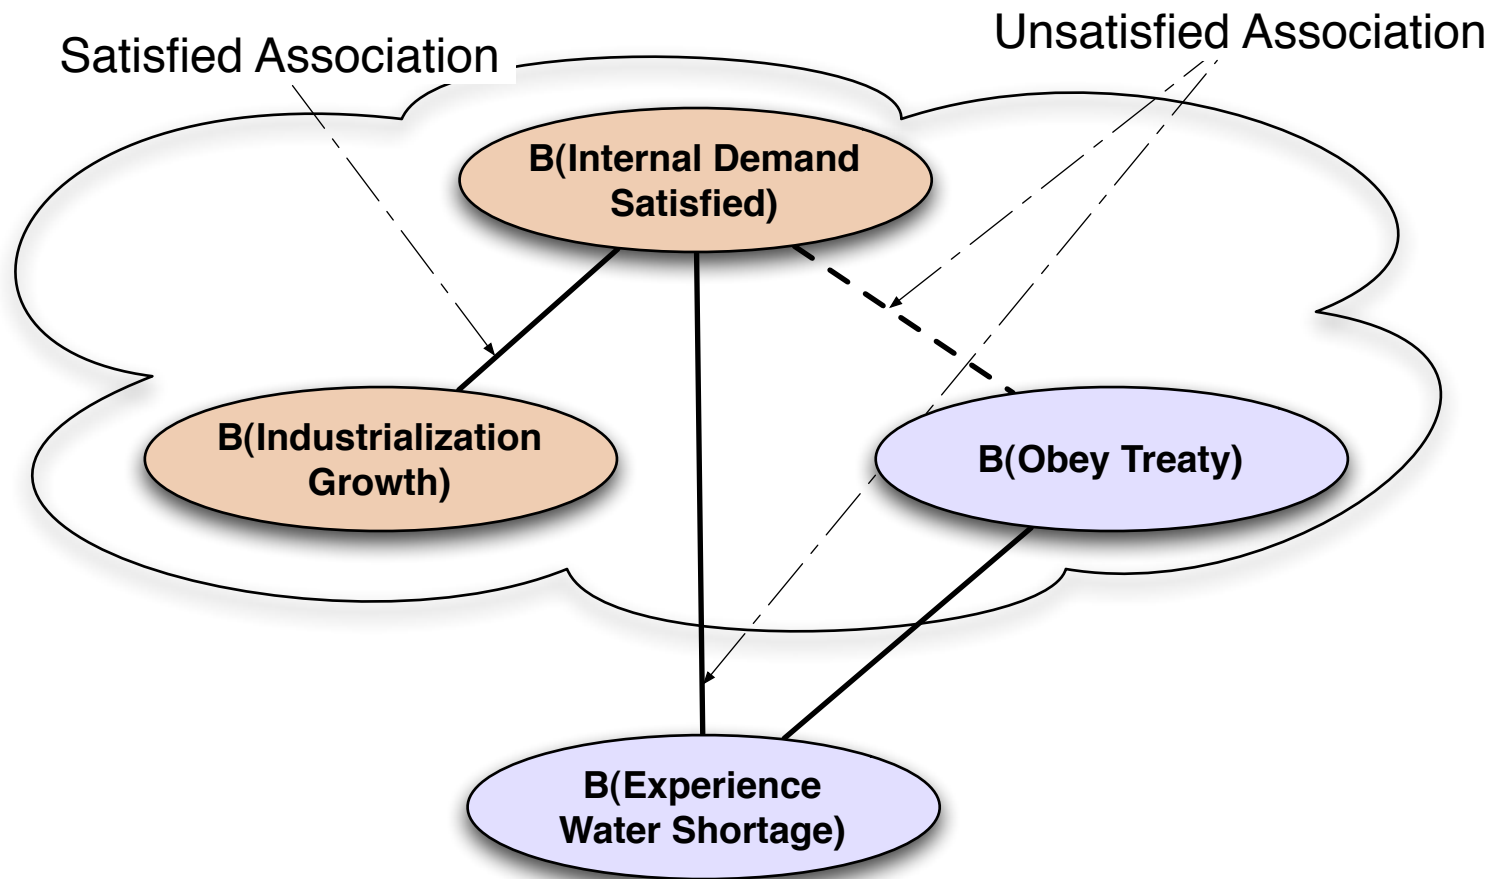 Satisfied Association
Unsatisfied Association
B(Internal Demand
Satisfied)
B(Industrialization
Growth)
B(Obey Treaty)
B(Experience
Water Shortage)